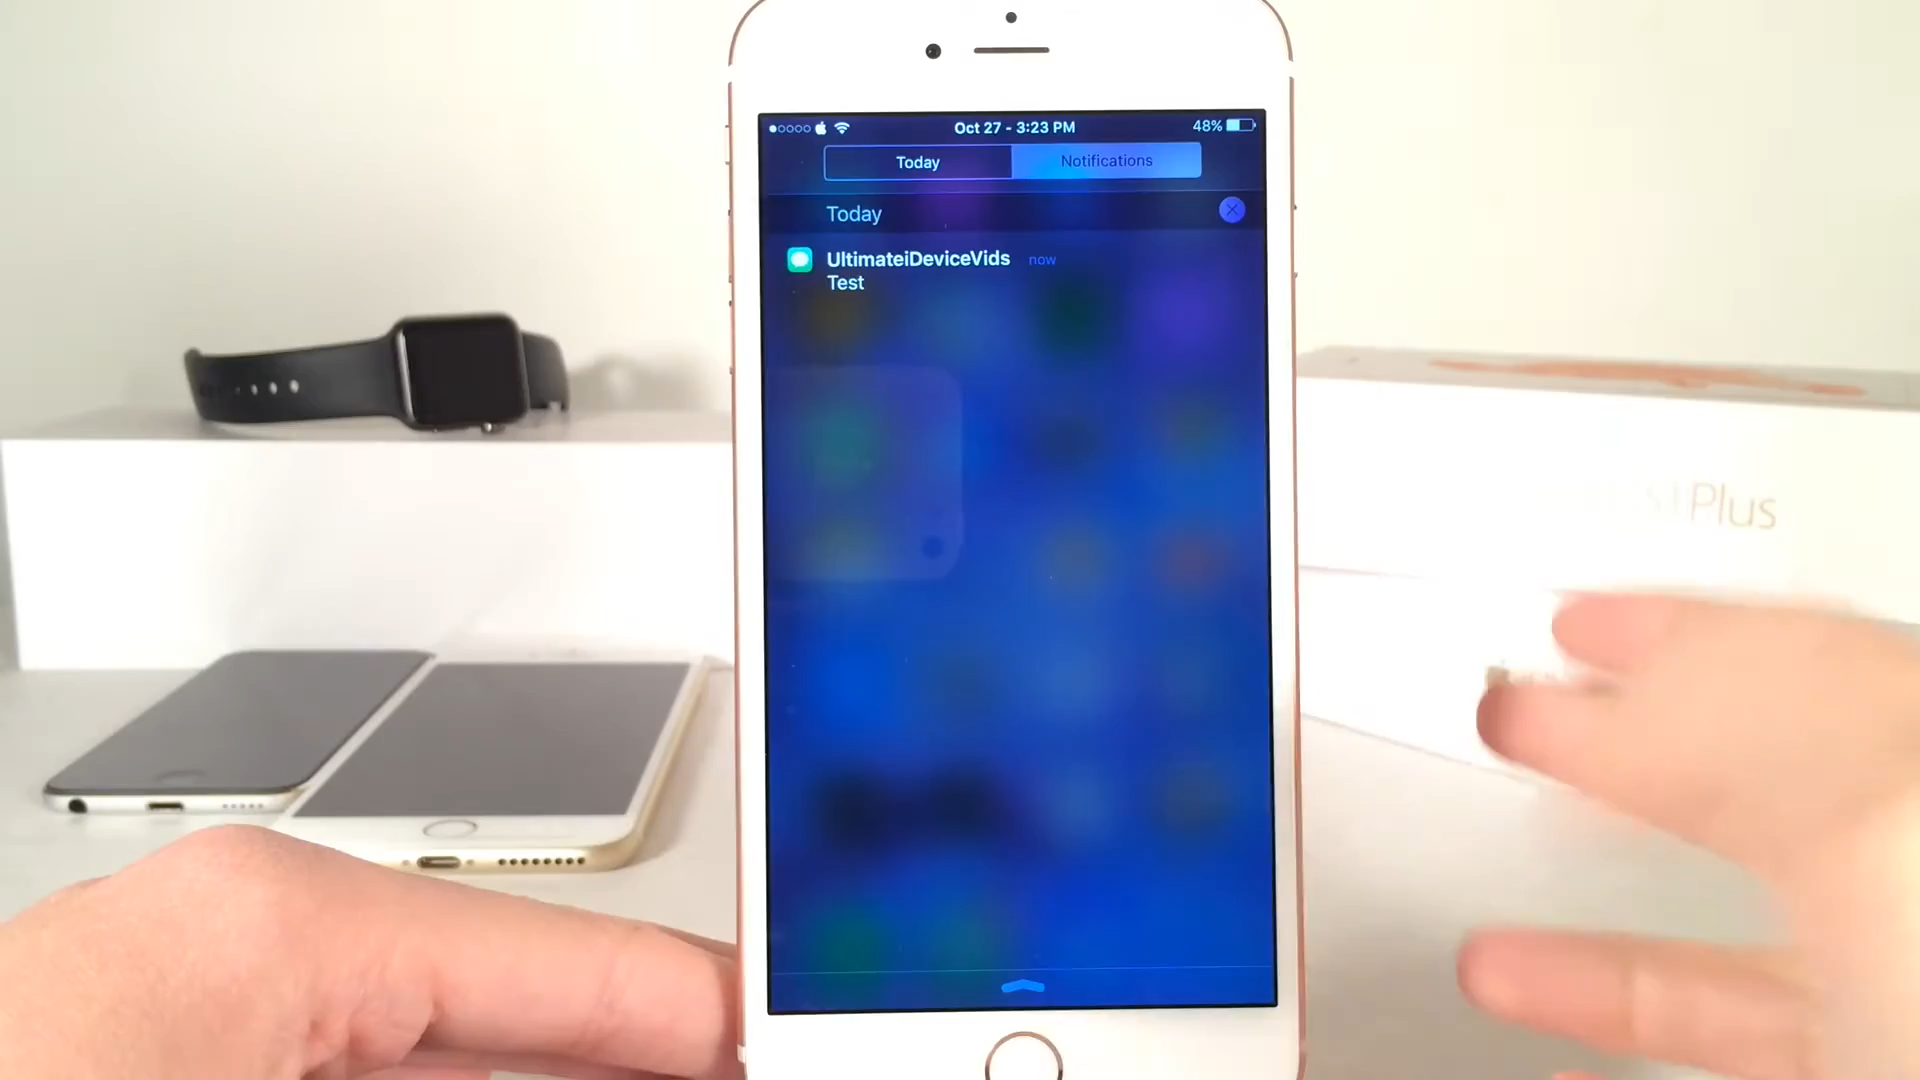 Oct 27 - 3:23 PM
48%
Today
Notifications
Today
UltimateiDeviceVids now
Test
Plus